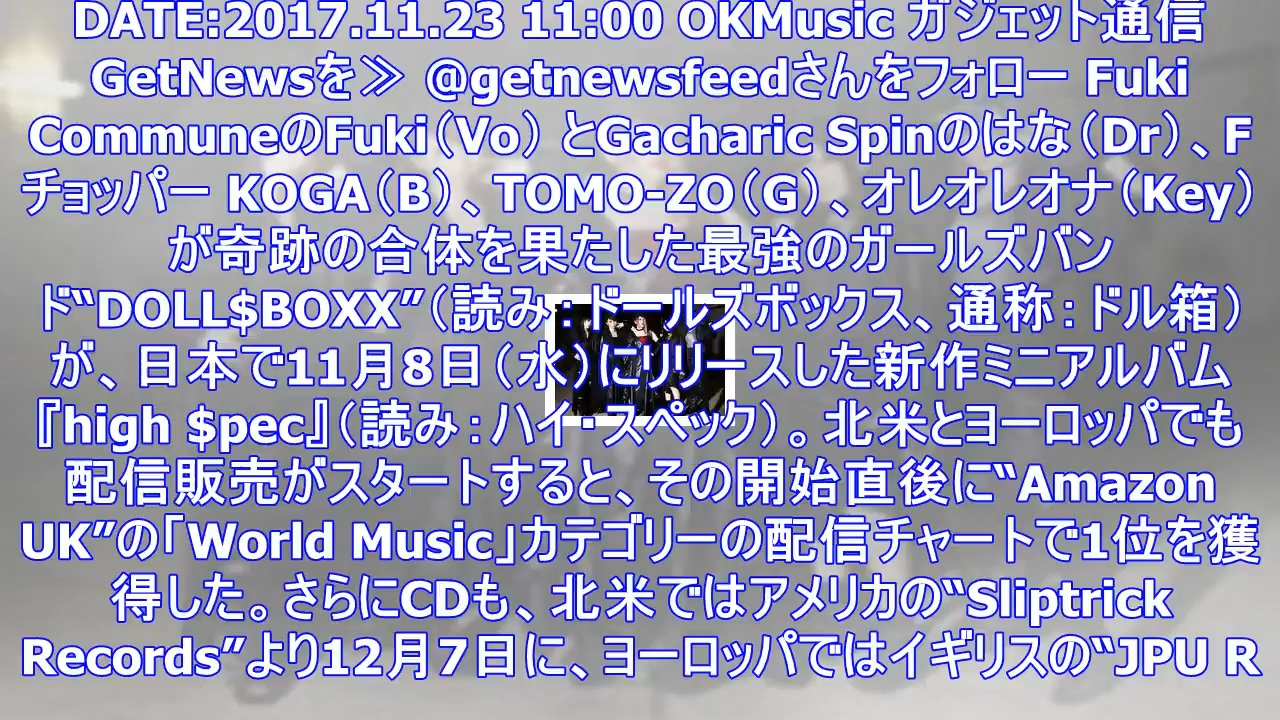 DATE:2017.11.23 11:00 OKMusic ガジェット通信
GetNewsを≫ @getnewsfeedさんをフォロー Fuki
CommuneのFuki（Vo） とGacharic Spinのはな（Dr）、F
チョッパー KOGA（B）、TOMO-ZO（G）、オレオレオナ（Key）
が奇跡の合体を果たした最強のガールズバン
ド“DOLL$BOXX”（読み：ドールズボックス、通称：ドル箱）
が、日本で11月8日（水）にリリースした新作ミニアルバム
『high $pec』（読み：ハイ・スペック）。北米とヨーロッパでも
配信販売がスタートすると、その開始直後に“Amazon
UK”の「World Music」カテゴリーの配信チャートで1位を獲
得した。さらにCDも、北米ではアメリカの“Sliptrick
Records”より12月７日に、ヨーロッパではイギリスの“JPU R